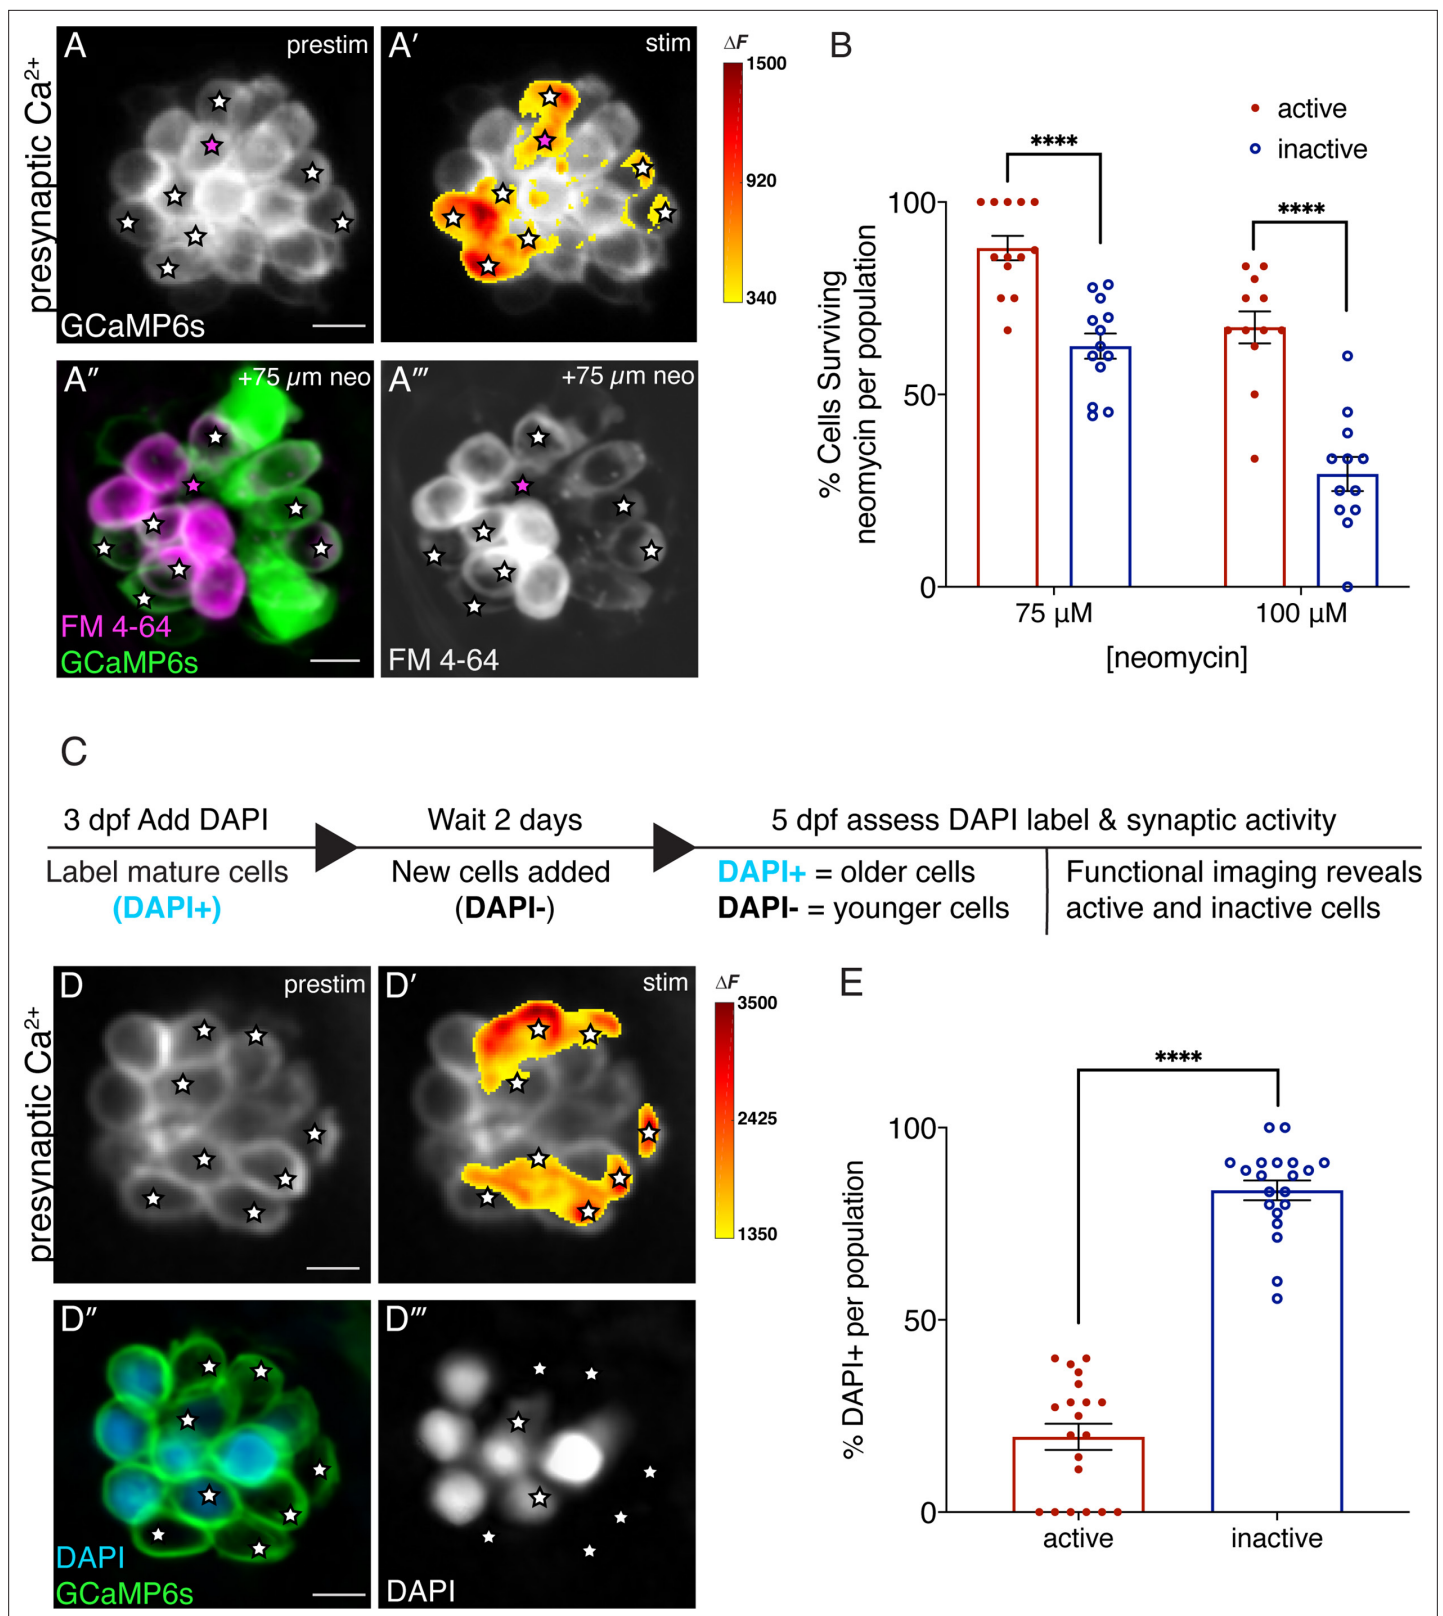 A
prestim
presynaptic Ca2+
GCaMP6s
A′
stim
ΔF
1500
920
340
A″
+75 µm neo
FM 4-64
GCaMP6s
A‴
+75 µm neo
FM 4-64
B
active
inactive
****
****
% Cells Surviving
neomycin per population
100
50
0
75 µM
100 µM
[neomycin]
C
3 dpf Add DAPI
Wait 2 days
5 dpf assess DAPI label & synaptic activity
Label mature cells
(DAPI+)
New cells added
(DAPI-)
DAPI+ = older cells
DAPI- = younger cells
Functional imaging reveals
active and inactive cells
D
prestim
presynaptic Ca2+
D′
stim
ΔF
3500
2425
1350
D″
DAPI
GCaMP6s
D‴
DAPI
E
****
% DAPI+ per population
100
50
0
active
inactive